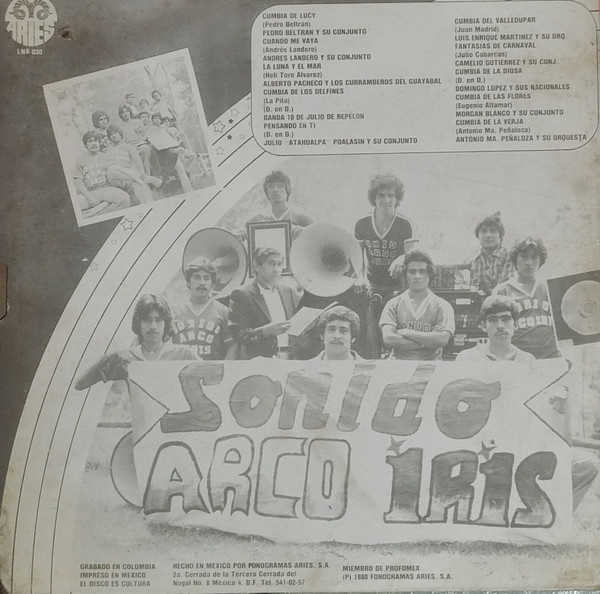 ARIES
LNA 030
CUMBIA DE LUCY
(Pedro Beltrán)
PEDRO BELTRAN Y SU CONJUNTO
CUANDO ME VAYA
(Andrés Landero)
ANDRES LANDERO Y SU CONJUNTO
LA LUNA Y EL MAR
(Heli Toro Alvarez)
ALBERTO PACHECO Y LOS CURRAMBEROS DEL GUAYABAL
CUMBIA DE LOS DELFINES
(La Pita)
(D. en D.)
BANDA 10 DE JULIO DE REPELON
PENSANDO EN TI
(D. en D.)
JULIO "ATAHUALPA" POALASIN Y SU CONJUNTO
CUMBIA DEL VALLEDUPAR
(Juan Madrid)
LUIS ENRIQUE MARTINEZ Y SU ORQ.
FANTASIAS DE CARNAVAL
(Julio Cabarcas)
CAMELIO GUTIERREZ Y SU CONJ.
CUMBIA DE LA DIOSA
(D. en D.)
DOMINGO LOPEZ Y SUS NACIONALES
CUMBIA DE LAS FLORES
(Eugenio Altamar)
MORGAN BLANCO Y SU CONJUNTO
CUMBIA DE LA VERJA
(Antonio Ma. Peñaloza)
ANTONIO MA. PEÑALOZA Y SU ORQUESTA
SONIDO
ARCO IRIS
GRABADO EN COLOMBIA
IMPRESO EN MEXICO
EL DISCO ES CULTURA
HECHO EN MEXICO POR FONOGRAMAS ARIES, S.A.
2a. Cerrada de la Tercera Cerrada del
Nogal No. 8 México 4, D.F. Tel. 541-02-57
MIEMBRO DE PROFOMEX
(P) 1980 FONOGRAMAS ARIES, S.A.